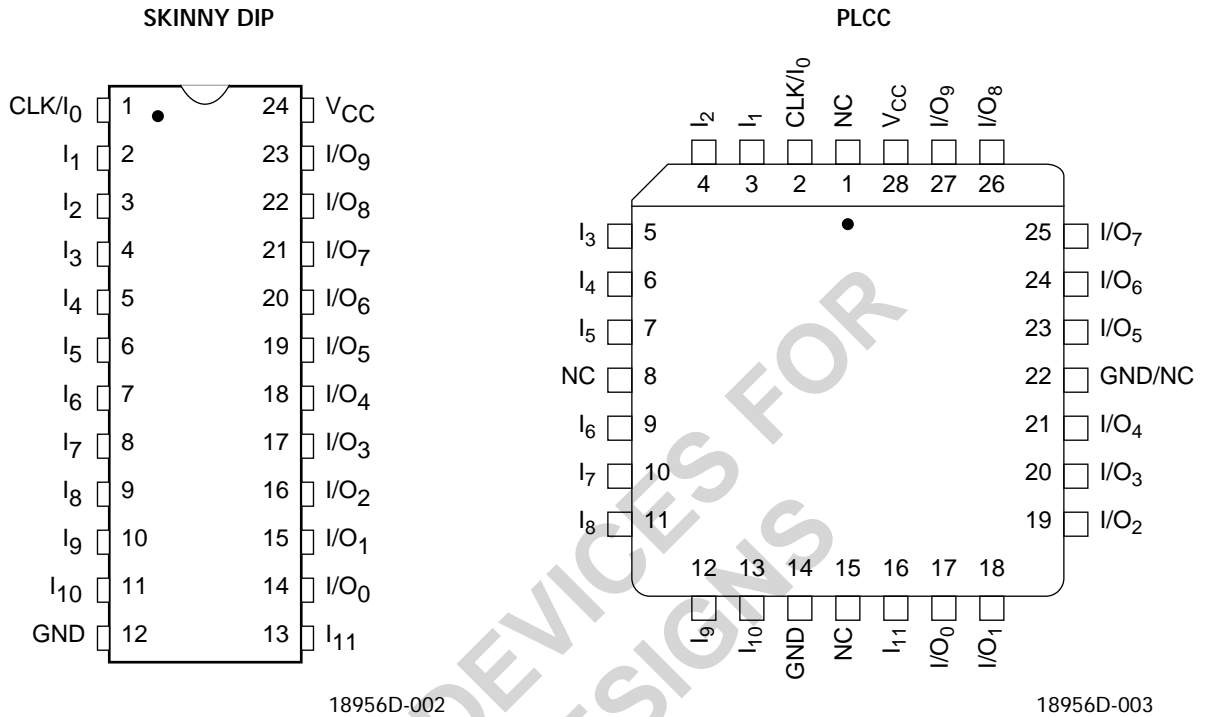 SKINNY DIP
CLK/I0 1 24 VCC
I1 2 23 I/O9
I2 3 22 I/O8
I3 4 21 I/O7
I4 5 20 I/O6
I5 6 19 I/O5
I6 7 18 I/O4
I7 8 17 I/O3
I8 9 16 I/O2
I9 10 15 I/O1
I10 11 14 I/O0
GND 12 13 I11
18956D-002
PLCC
I2 I1 CLK/I0 NC VCC I/O9 I/O8
4 3 2 1 28 27 26
I3 5 25 I/O7
I4 6 24 I/O6
I5 7 23 I/O5
NC 8 22 GND/NC
I6 9 21 I/O4
I7 10 20 I/O3
I8 11 19 I/O2
12 13 14 15 16 17 18
I9 I10 GND NC I11 I/O0 I/O1
18956D-003
DEVICES FOR
DESIGNS